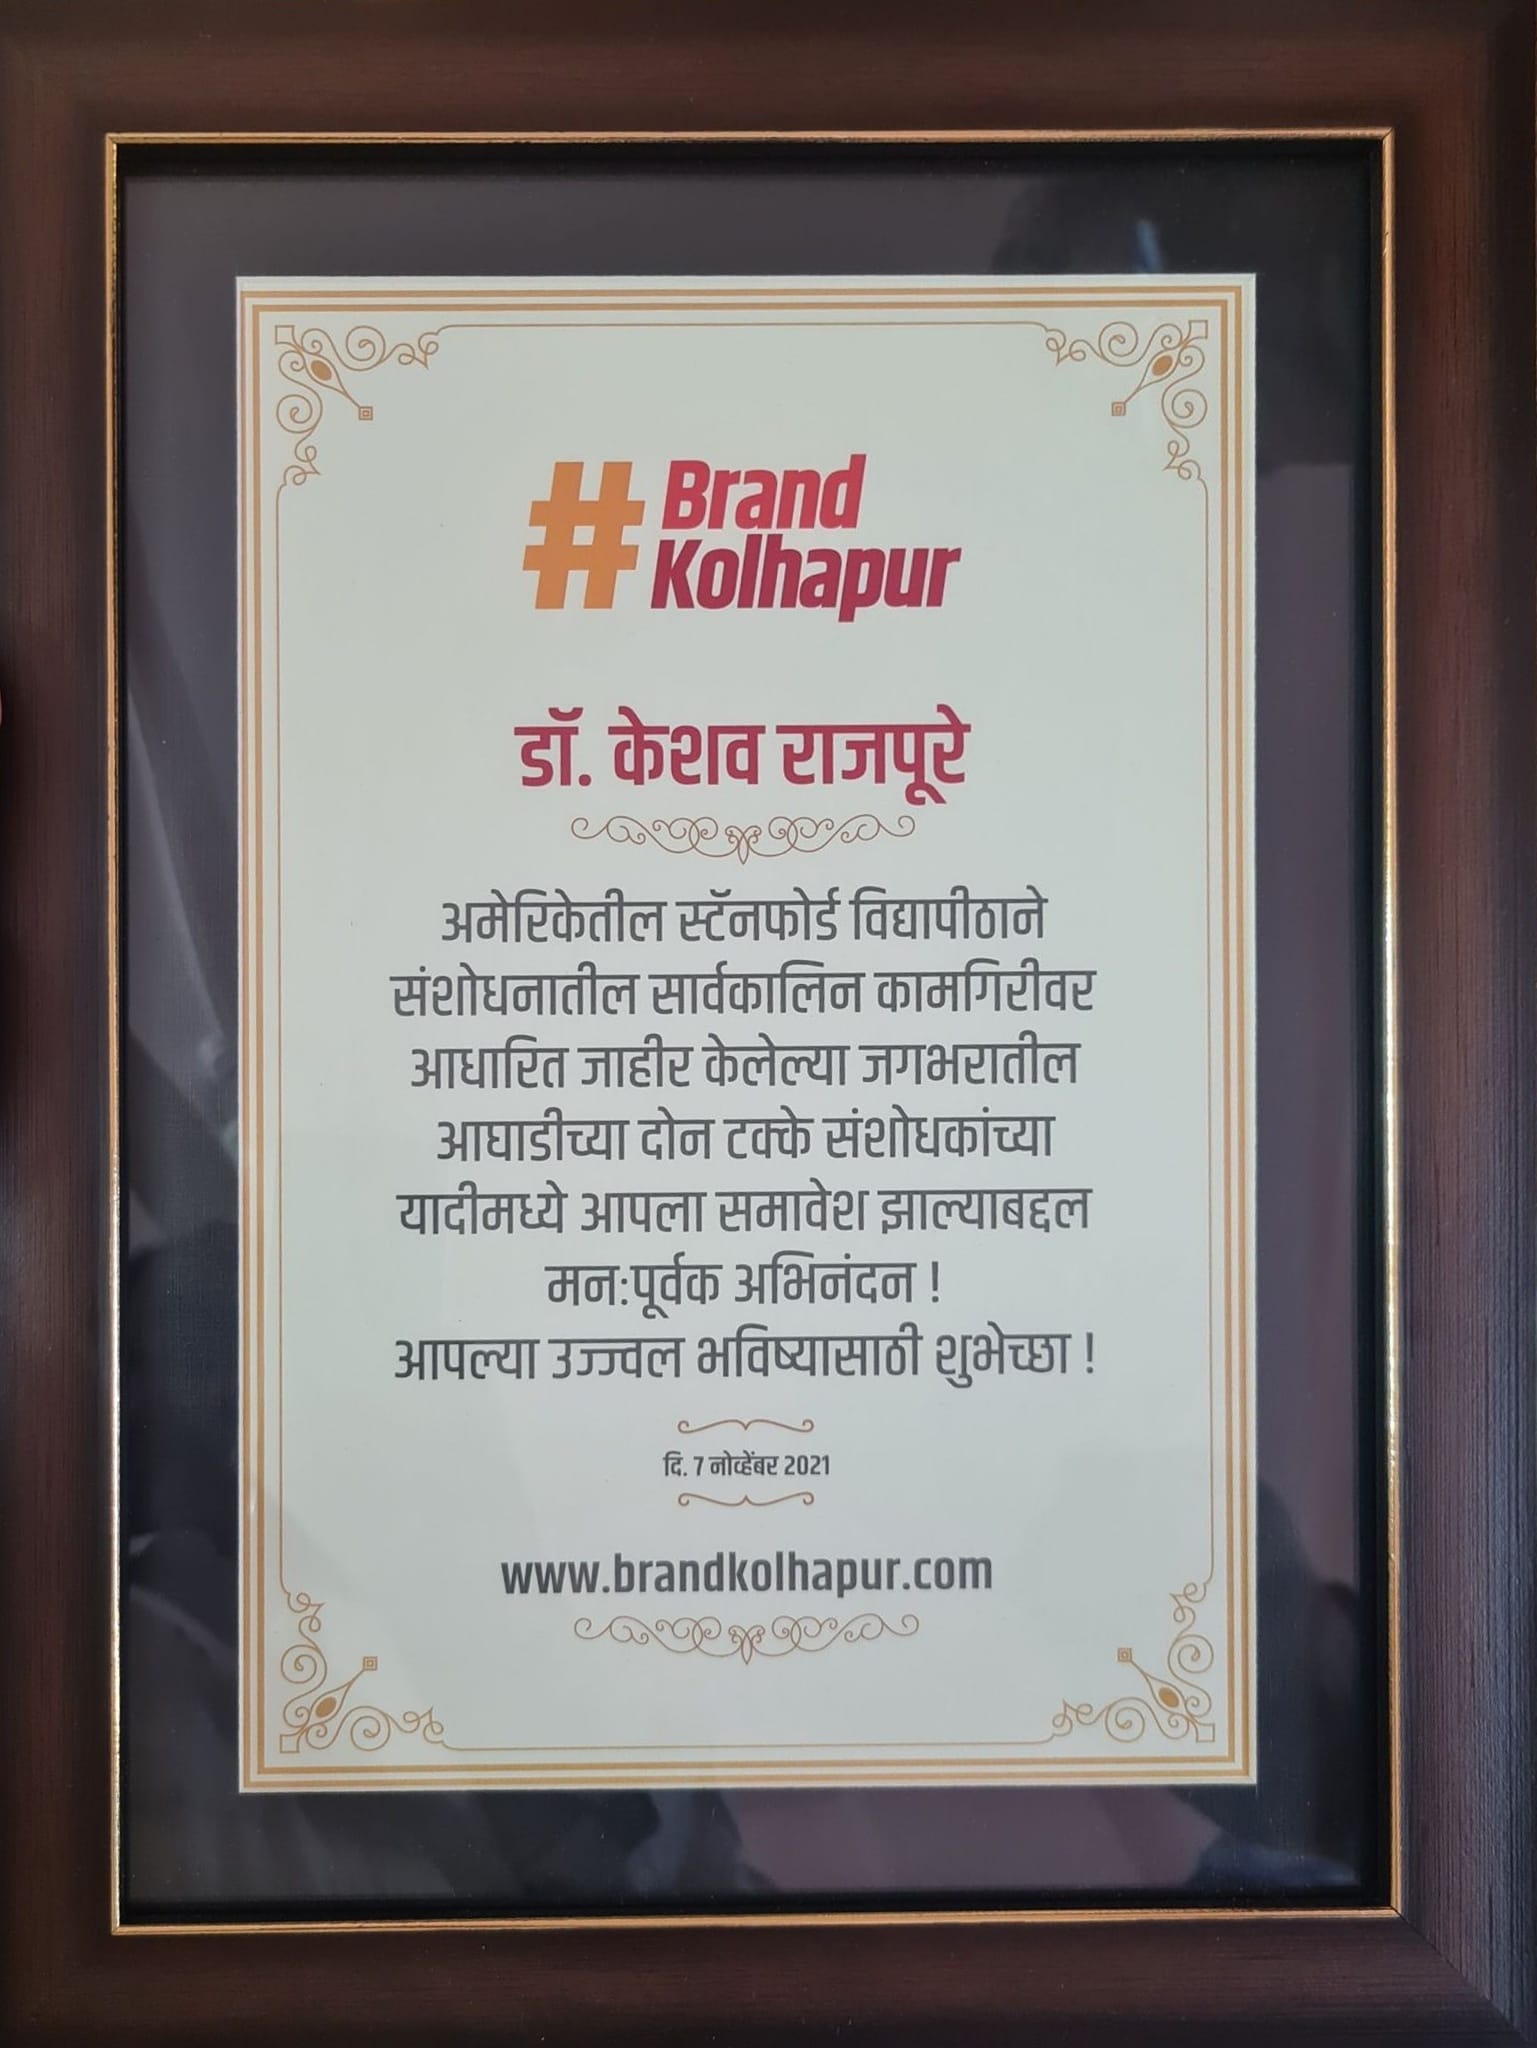 # Brand
Kolhapur
डॉ. केशव राजपूरे
अमेरिकेतील स्टॅनफोर्ड विद्यापीठाने
संशोधनातील सार्वकालिन कामगिरीवर
आधारित जाहीर केलेल्या जगभरातील
आघाडीच्या दोन टक्के संशोधकांच्या
यादीमध्ये आपला समावेश झाल्याबद्दल
मन:पूर्वक अभिनंदन !
आपल्या उज्ज्वल भविष्यासाठी शुभेच्छा !
दि. 7 नोव्हेंबर 2021
www.brandkolhapur.com